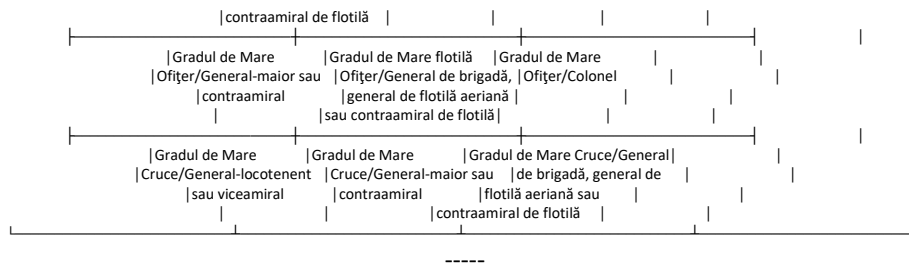 |contraamiral de flotilă | | | |
|Gradul de Mare |Gradul de Mare flotilă |Gradul de Mare | |
|Ofiţer/General-maior sau |Ofiţer/General de brigadă, |Ofiţer/Colonel | |
|contraamiral |general de flotilă aeriană | | |
| |sau contraamiral de flotilă| | |
|Gradul de Mare |Gradul de Mare |Gradul de Mare Cruce/General| |
|Cruce/General-locotenent |Cruce/General-maior sau |de brigadă, general de | |
|sau viceamiral |contraamiral |flotilă aeriană sau | |
| | |contraamiral de flotilă | |
-----